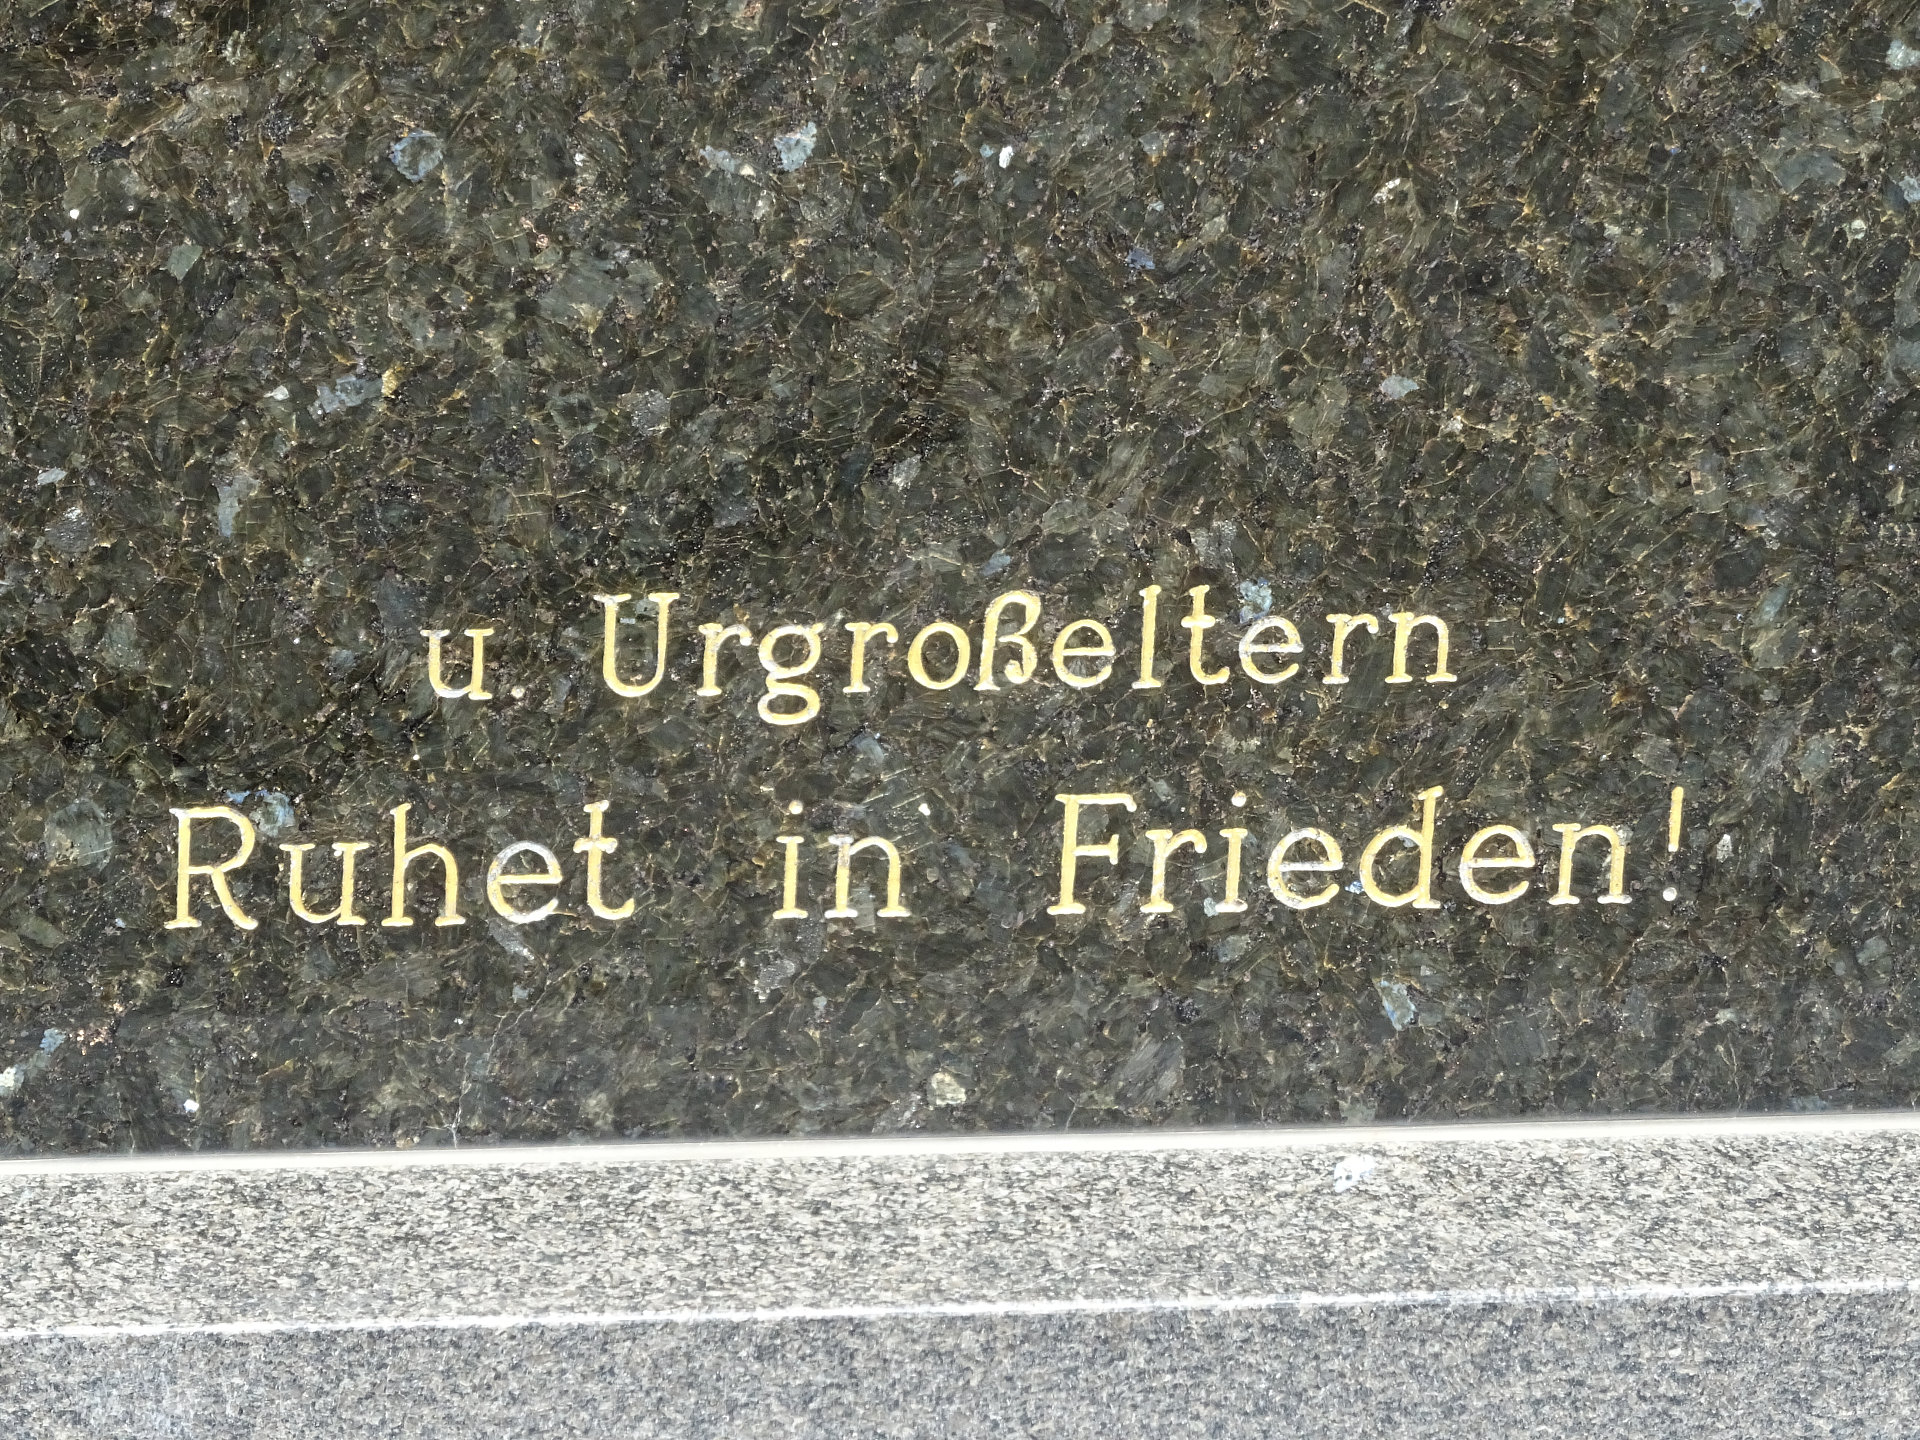 u. Urgroßeltern
Ruhet in Frieden!